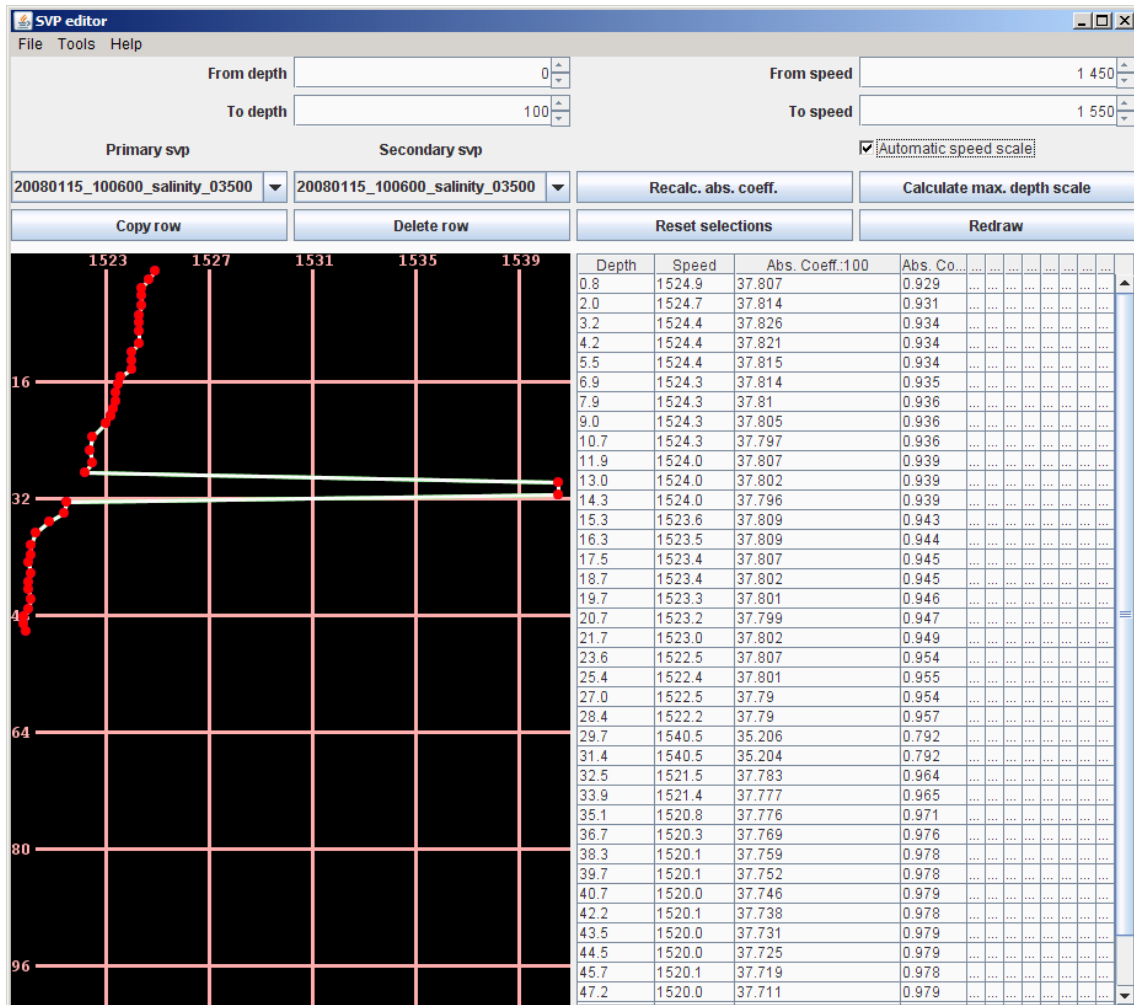 SVP editor
File Tools Help
From depth 0 From speed 1 450
To depth 100 To speed 1 550
Primary svp Secondary svp Automatic speed scale
20080115_100600_salinity_03500 20080115_100600_salinity_03500 Recalc. abs. coeff. Calculate max. depth scale
Copy row Delete row Reset selections Redraw
1523 1527 1531 1535 1539
16
32
64
80
96
Depth Speed Abs. Coeff.:100 Abs. Co... ... ... ... ... ... ... ... ...
0.8 1524.9 37.807 0.929 ... ... ... ... ... ... ... ...
2.0 1524.7 37.814 0.931 ... ... ... ... ... ... ... ...
3.2 1524.4 37.826 0.934 ... ... ... ... ... ... ... ...
4.2 1524.4 37.821 0.934 ... ... ... ... ... ... ... ...
5.5 1524.4 37.815 0.934 ... ... ... ... ... ... ... ...
6.9 1524.3 37.814 0.935 ... ... ... ... ... ... ... ...
7.9 1524.3 37.81 0.936 ... ... ... ... ... ... ... ...
9.0 1524.3 37.805 0.936 ... ... ... ... ... ... ... ...
10.7 1524.3 37.797 0.936 ... ... ... ... ... ... ... ...
11.9 1524.0 37.807 0.939 ... ... ... ... ... ... ... ...
13.0 1524.0 37.802 0.939 ... ... ... ... ... ... ... ...
14.3 1524.0 37.796 0.939 ... ... ... ... ... ... ... ...
15.3 1523.6 37.809 0.943 ... ... ... ... ... ... ... ...
16.3 1523.5 37.809 0.944 ... ... ... ... ... ... ... ...
17.5 1523.4 37.807 0.945 ... ... ... ... ... ... ... ...
18.7 1523.4 37.802 0.945 ... ... ... ... ... ... ... ...
19.7 1523.3 37.801 0.946 ... ... ... ... ... ... ... ...
20.7 1523.2 37.799 0.947 ... ... ... ... ... ... ... ...
21.7 1523.0 37.802 0.949 ... ... ... ... ... ... ... ...
23.6 1522.5 37.807 0.954 ... ... ... ... ... ... ... ...
25.4 1522.4 37.801 0.955 ... ... ... ... ... ... ... ...
27.0 1522.5 37.79 0.954 ... ... ... ... ... ... ... ...
28.4 1522.2 37.79 0.957 ... ... ... ... ... ... ... ...
29.7 1540.5 35.206 0.792 ... ... ... ... ... ... ... ...
31.4 1540.5 35.204 0.792 ... ... ... ... ... ... ... ...
32.5 1521.5 37.783 0.964 ... ... ... ... ... ... ... ...
33.9 1521.4 37.777 0.965 ... ... ... ... ... ... ... ...
35.1 1520.8 37.776 0.971 ... ... ... ... ... ... ... ...
36.7 1520.3 37.769 0.976 ... ... ... ... ... ... ... ...
38.3 1520.1 37.759 0.978 ... ... ... ... ... ... ... ...
39.7 1520.1 37.752 0.978 ... ... ... ... ... ... ... ...
40.7 1520.0 37.746 0.979 ... ... ... ... ... ... ... ...
42.2 1520.1 37.738 0.978 ... ... ... ... ... ... ... ...
43.5 1520.0 37.731 0.979 ... ... ... ... ... ... ... ...
44.5 1520.0 37.725 0.979 ... ... ... ... ... ... ... ...
45.7 1520.1 37.719 0.978 ... ... ... ... ... ... ... ...
47.2 1520.0 37.711 0.979 ... ... ... ... ... ... ... ...